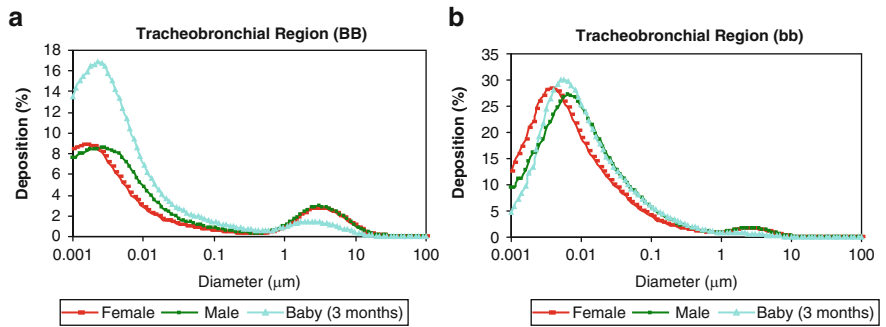 a
Tracheobronchial Region (BB)
Deposition (%)
18
16
14
12
10
8
6
4
2
0
0.001
0.01
0.1
1
10
100
Diameter (μm)
Female
Male
Baby (3 months)
b
Tracheobronchial Region (bb)
Deposition (%)
35
30
25
20
15
10
5
0
0.001
0.01
0.1
1
10
100
Diameter (μm)
Female
Male
Baby (3 months)